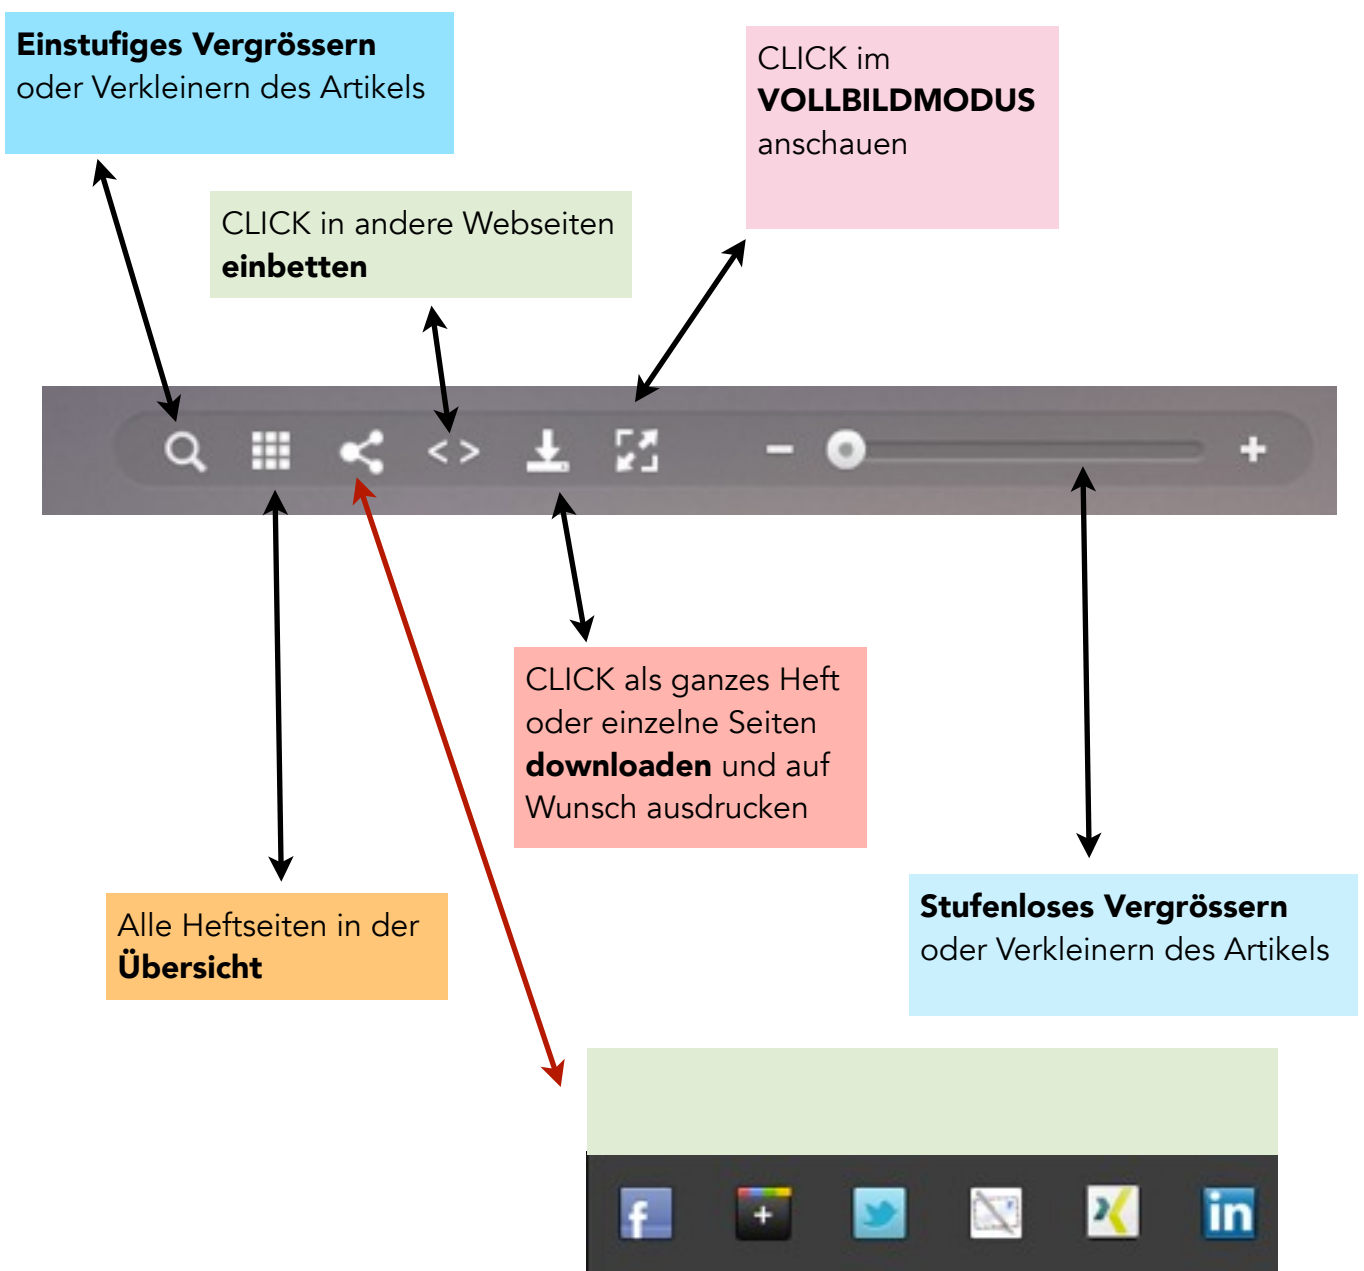 Einstufiges Vergrössern
oder Verkleinern des Artikels
CLICK im
VOLLBILDMODUS
anschauen
CLICK in andere Webseiten
einbetten
CLICK als ganzes Heft
oder einzelne Seiten
downloaden und auf
Wunsch ausdrucken
Alle Heftseiten in der
Übersicht
Stufenloses Vergrössern
oder Verkleinern des Artikels
f
in